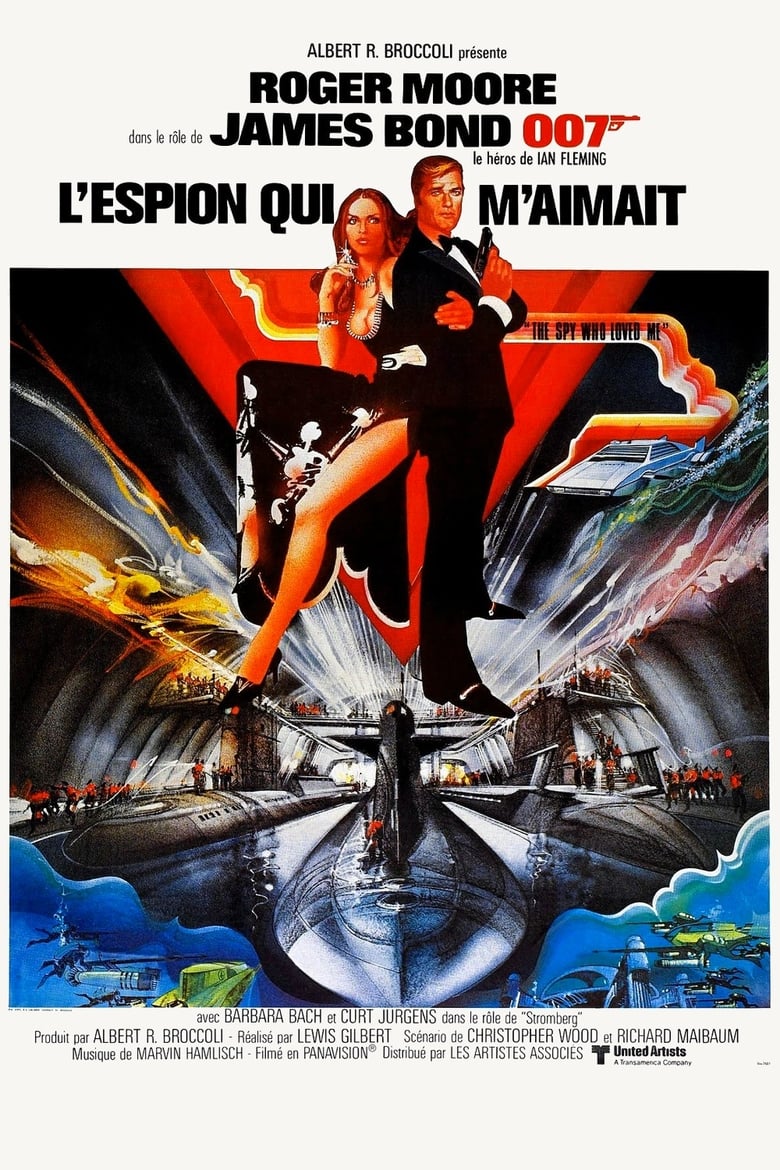 ALBERT R. BROCCOLI présente
ROGER MOORE
dans le rôle de JAMES BOND 007
le héros de IAN FLEMING
L'ESPION QUI M'AIMAIT
"THE SPY WHO LOVED ME"
avec BARBARA BACH et CURT JURGENS dans le rôle de "Stromberg"
Produit par ALBERT R. BROCCOLI - Réalisé par LEWIS GILBERT Scénario de CHRISTOPHER WOOD et RICHARD MAIBAUM
Musique de MARVIN HAMLISCH - Filmé en PANAVISION® Distribué par LES ARTISTES ASSOCIÉS United Artists
A Transamerica Company